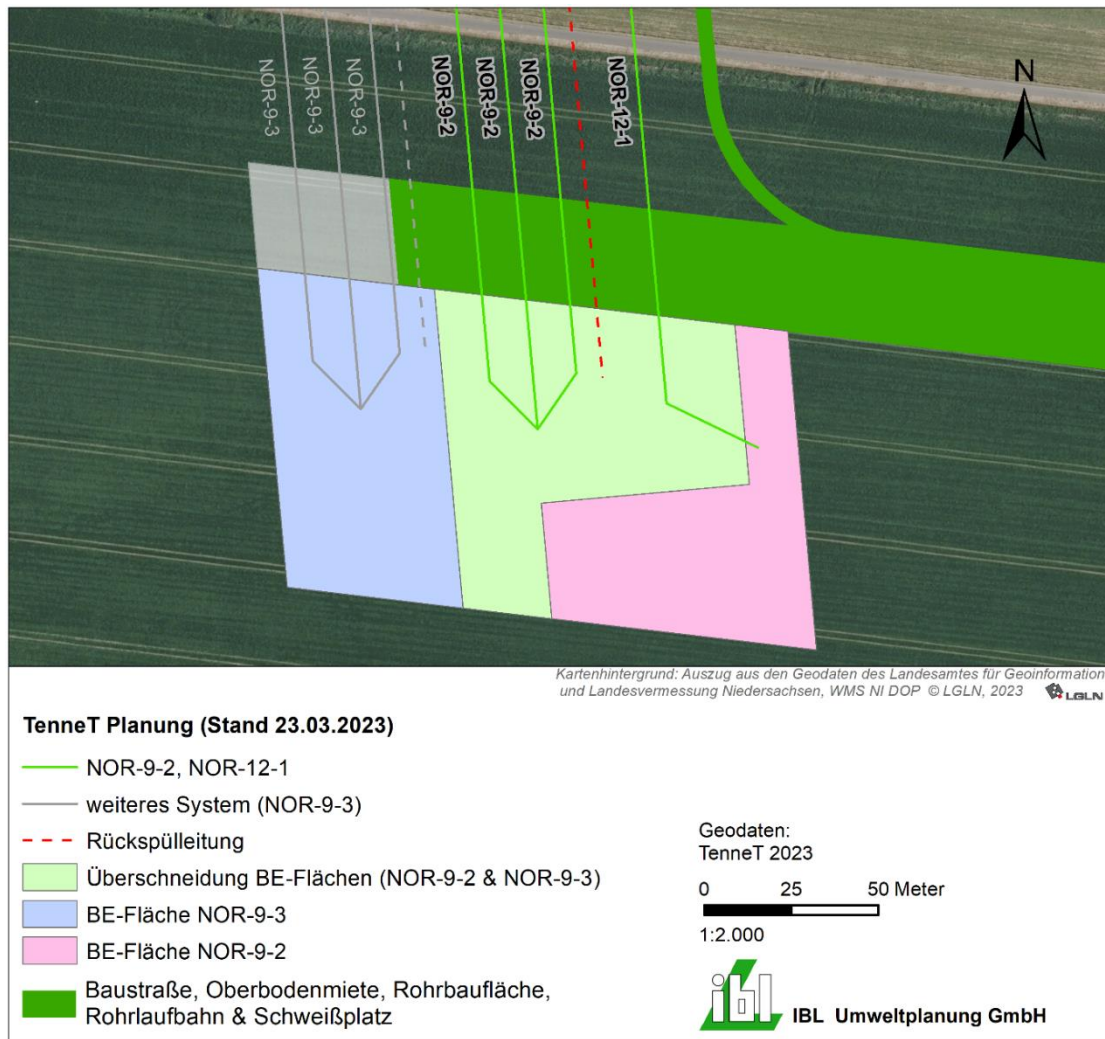 NOR-9-3
NOR-9-3
NOR-9-3
NOR-9-2
NOR-9-2
NOR-9-2
NOR-12-1
N
Kartenhintergrund: Auszug aus den Geodaten des Landesamtes für Geoinformation
und Landesvermessung Niedersachsen, WMS NI DOP © LGLN, 2023 LGLN
TenneT Planung (Stand 23.03.2023)
NOR-9-2, NOR-12-1
weiteres System (NOR-9-3)
Rückspülleitung
Überschneidung BE-Flächen (NOR-9-2 & NOR-9-3)
BE-Fläche NOR-9-3
BE-Fläche NOR-9-2
Baustraße, Oberbodenmiete, Rohrbaufläche,
Rohrlaufbahn & Schweißplatz
Geodaten:
TenneT 2023
0 25 50 Meter
1:2.000
ibl IBL Umweltplanung GmbH